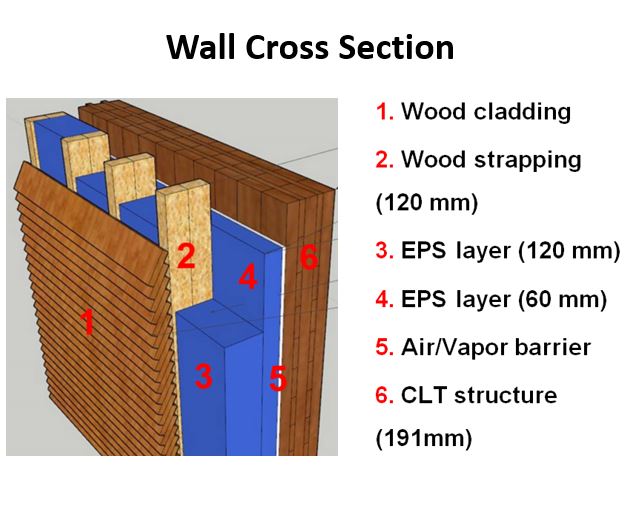 Wall Cross Section
1. Wood cladding
2. Wood strapping
(120 mm)
3. EPS layer (120 mm)
4. EPS layer (60 mm)
5. Air/Vapor barrier
6. CLT structure
(191mm)
1
2
3
4
5
6